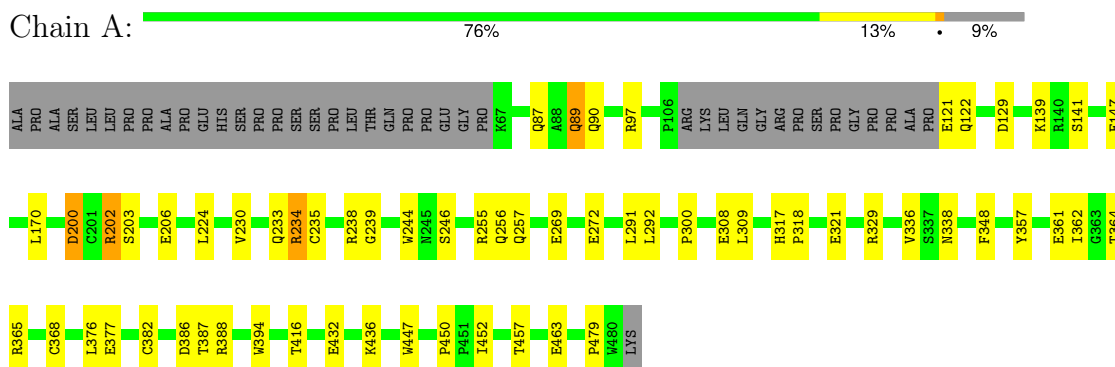 Chain A:
76% 13% • 9%
ALA PRO ALA SER LEU LEU PRO PRO ALA PRO GLU HIS SER PRO PRO SER SER PRO LEU THR GLN PRO PRO GLU GLY PRO K67 Q87 A88 Q89 Q90 R97 P106 ARG LYS LEU GLN GLY ARG PRO SER PRO GLY PRO PRO ALA PRO E121 Q122 D129 K139 R140 S141 E147
L170 D200 C201 R202 S203 E206 L224 V230 Q233 R234 C235 R238 G239 W244 N245 S246 R255 Q256 Q257 E269 E272 L291 L292 P300 E308 L309 H317 P318 E321 R329 V336 S337 N338 F348 Y357 E361 I362 G363 T364
R365 C368 L376 E377 C382 D386 T387 R388 W394 T416 E432 K436 W447 P450 P451 I452 T457 E463 P479 W480 LYS